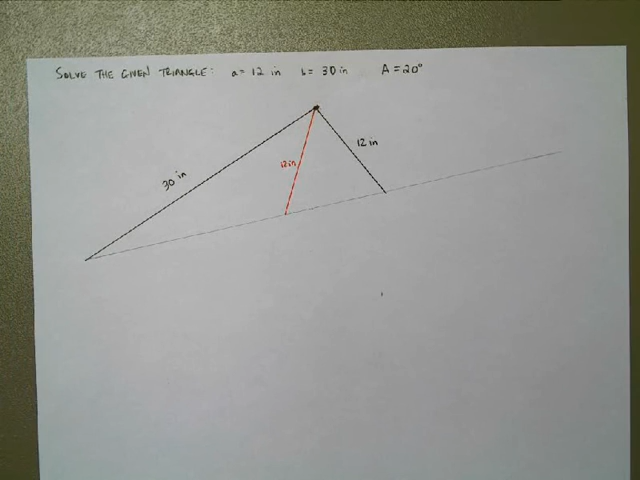 SOLVE THE GIVEN TRIANGLE: a = 12 in b = 30 in A = 20°
12 in
12 in
30 in